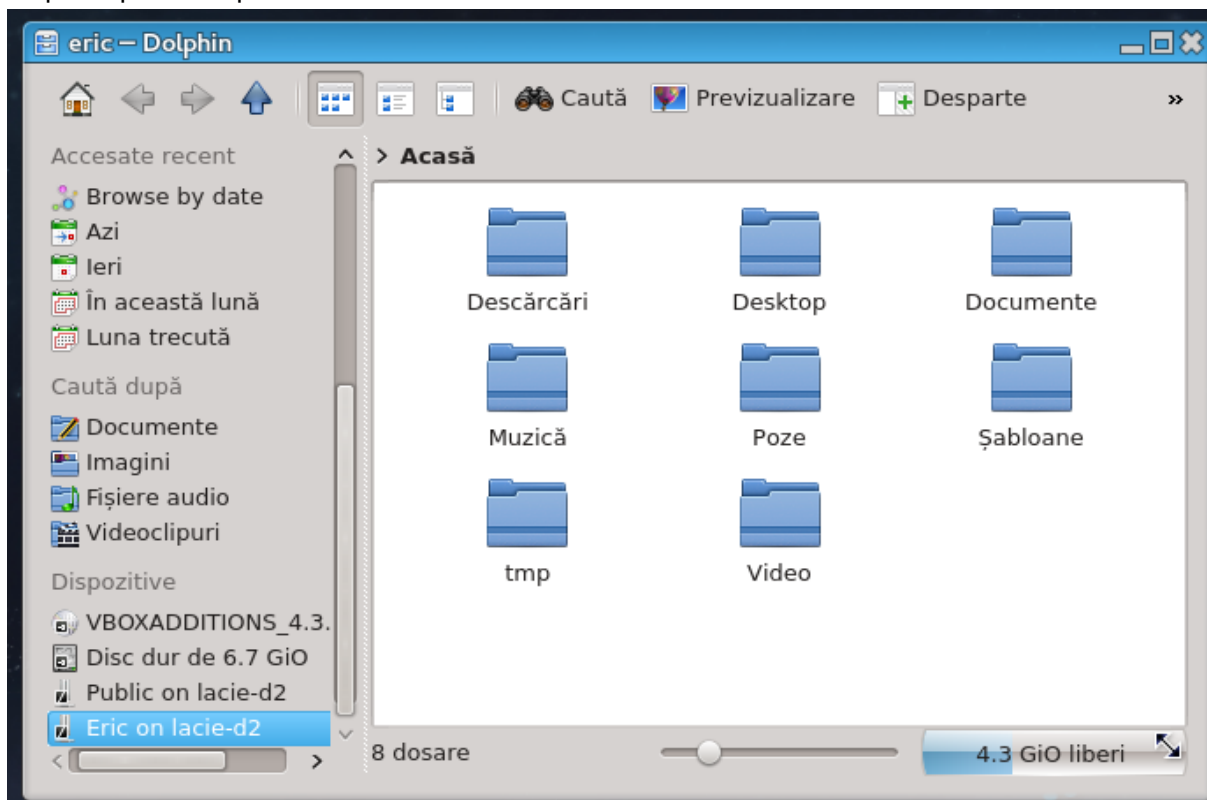 eric – Dolphin
Caută Previzualizare Desparte »
Accesate recent
Browse by date
Azi
Ieri
În această lună
Luna trecută
Caută după
Documente
Imagini
Fișiere audio
Videoclipuri
Dispozitive
VBOXADDITIONS_4.3.
Disc dur de 6.7 GiO
Public on lacie-d2
Eric on lacie-d2
> Acasă
Descărcări Desktop Documente
Muzică Poze Șabloane
tmp Video
8 dosare 4.3 GiO liberi